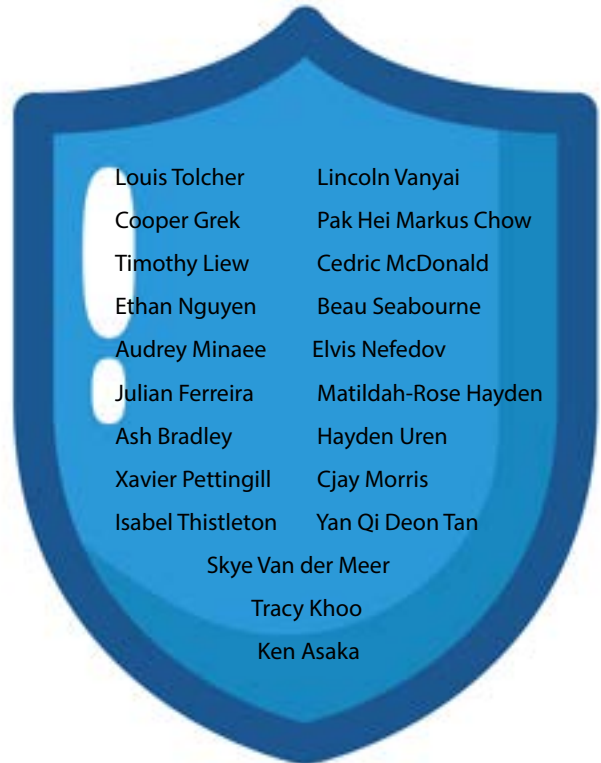 Louis Tolcher Lincoln Vanyai
Cooper Grek Pak Hei Markus Chow
Timothy Liew Cedric McDonald
Ethan Nguyen Beau Seabourne
Audrey Minaee Elvis Nefedov
Julian Ferreira Matildah-Rose Hayden
Ash Bradley Hayden Uren
Xavier Pettingill Cjay Morris
Isabel Thistleton Yan Qi Deon Tan
Skye Van der Meer
Tracy Khoo
Ken Asaka